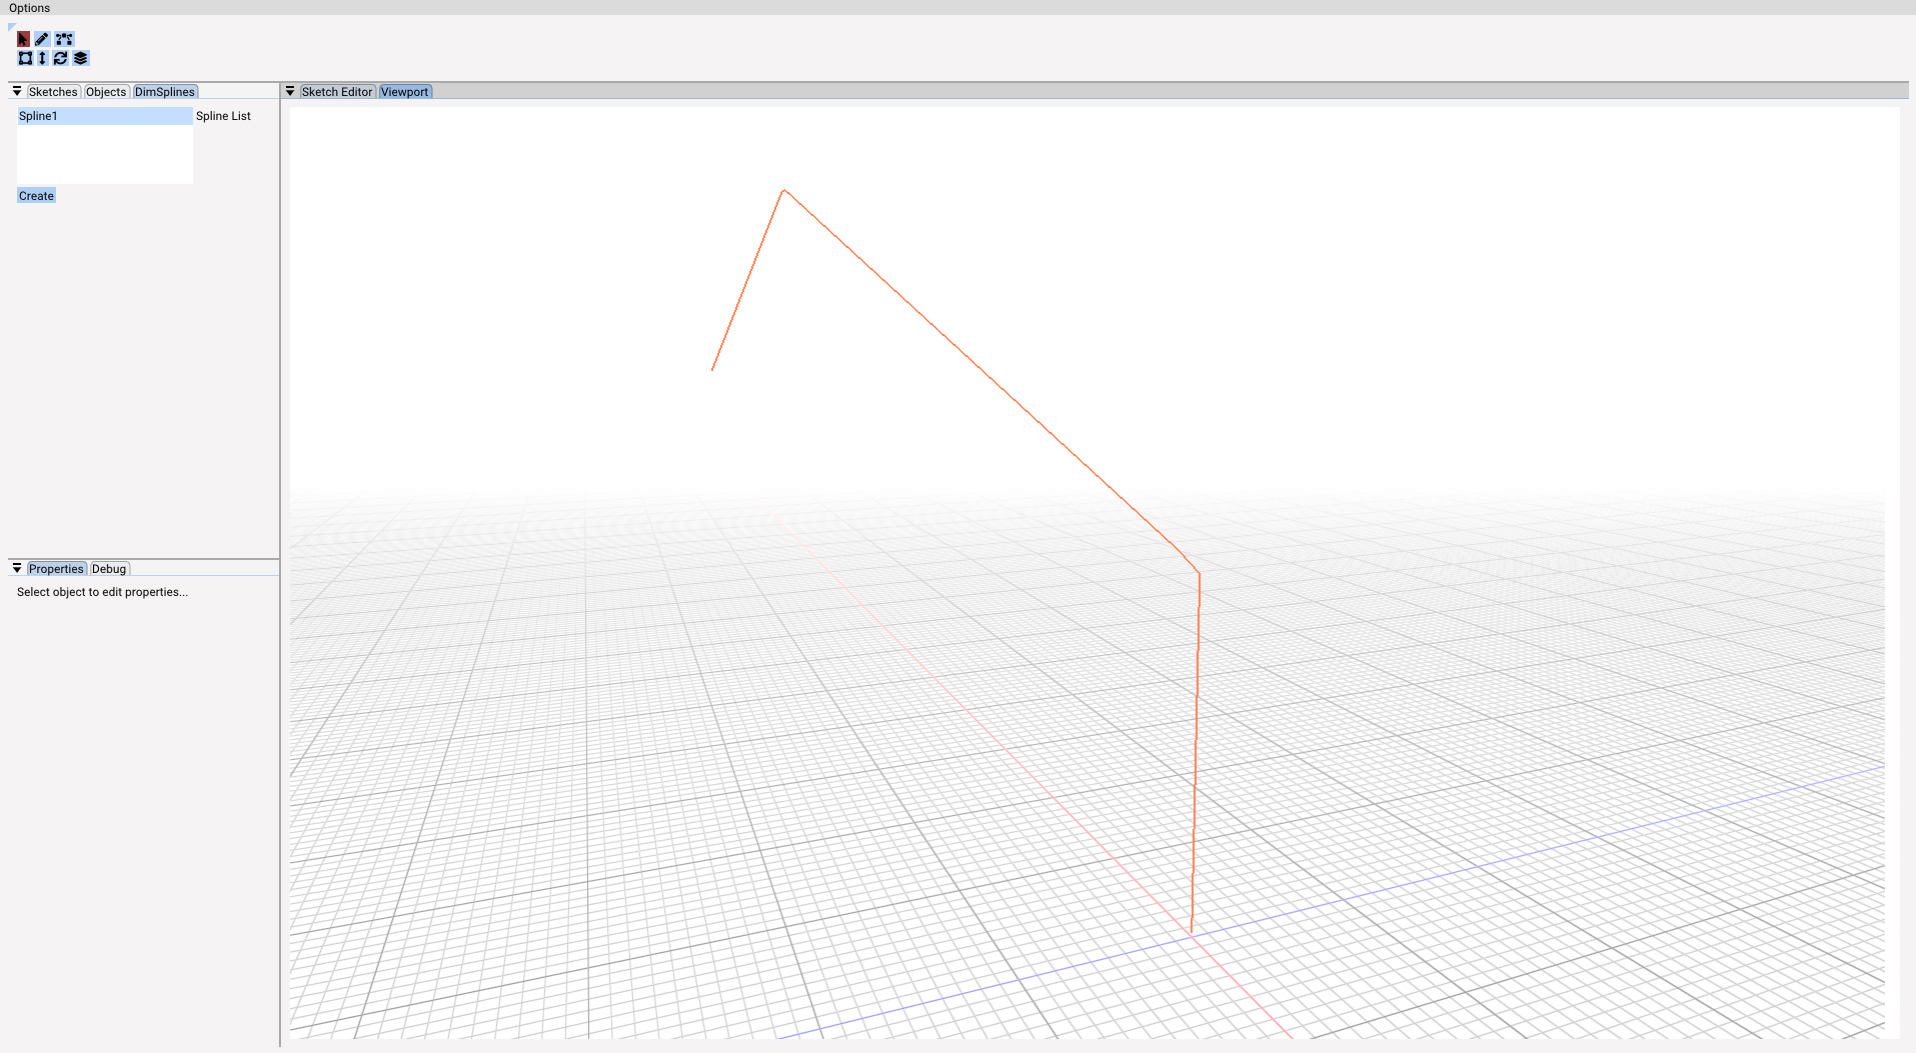 Options
Sketches Objects DimSplines
Sketch Editor Viewport
Spline1 Spline List
Create
Properties Debug
Select object to edit properties...